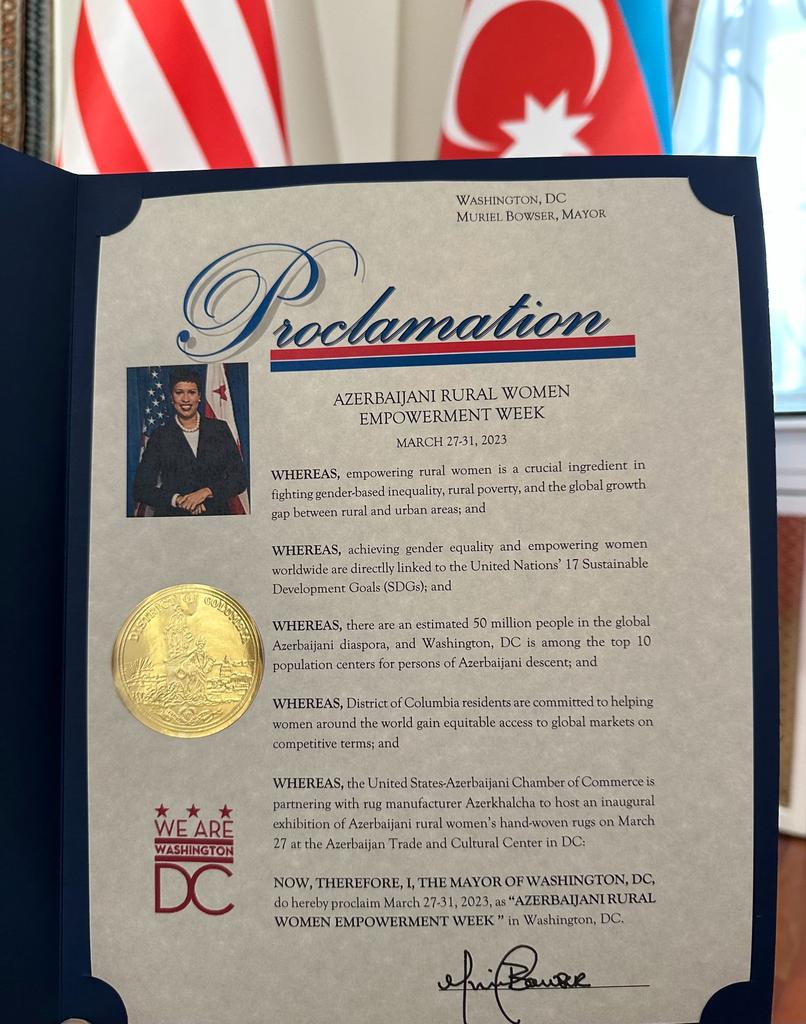 WASHINGTON, DC
MURIEL BOWSER, MAYOR
Proclamation
AZERBAIJANI RURAL WOMEN
EMPOWERMENT WEEK
MARCH 27-31, 2023
WHEREAS, empowering rural women is a crucial ingredient in
fighting gender-based inequality, rural poverty, and the global growth
gap between rural and urban areas; and
WHEREAS, achieving gender equality and empowering women
worldwide are directlly linked to the United Nations' 17 Sustainable
Development Goals (SDGs); and
WHEREAS, there are an estimated 50 million people in the global
Azerbaijani diaspora, and Washington, DC is among the top 10
population centers for persons of Azerbaijani descent; and
WHEREAS, District of Columbia residents are committed to helping
women around the world gain equitable access to global markets on
competitive terms; and
WHEREAS, the United States-Azerbaijani Chamber of Commerce is
partnering with rug manufacturer Azerkhalcha to host an inaugural
exhibition of Azerbaijani rural women's hand-woven rugs on March
27 at the Azerbaijan Trade and Cultural Center in DC:
NOW, THEREFORE, I, THE MAYOR OF WASHINGTON, DC,
do hereby proclaim March 27-31, 2023, as "AZERBAIJANI RURAL
WOMEN EMPOWERMENT WEEK " in Washington, DC.
Muriel Bowser
DISTRICT OF COLUMBIA
WE ARE
WASHINGTON
DC